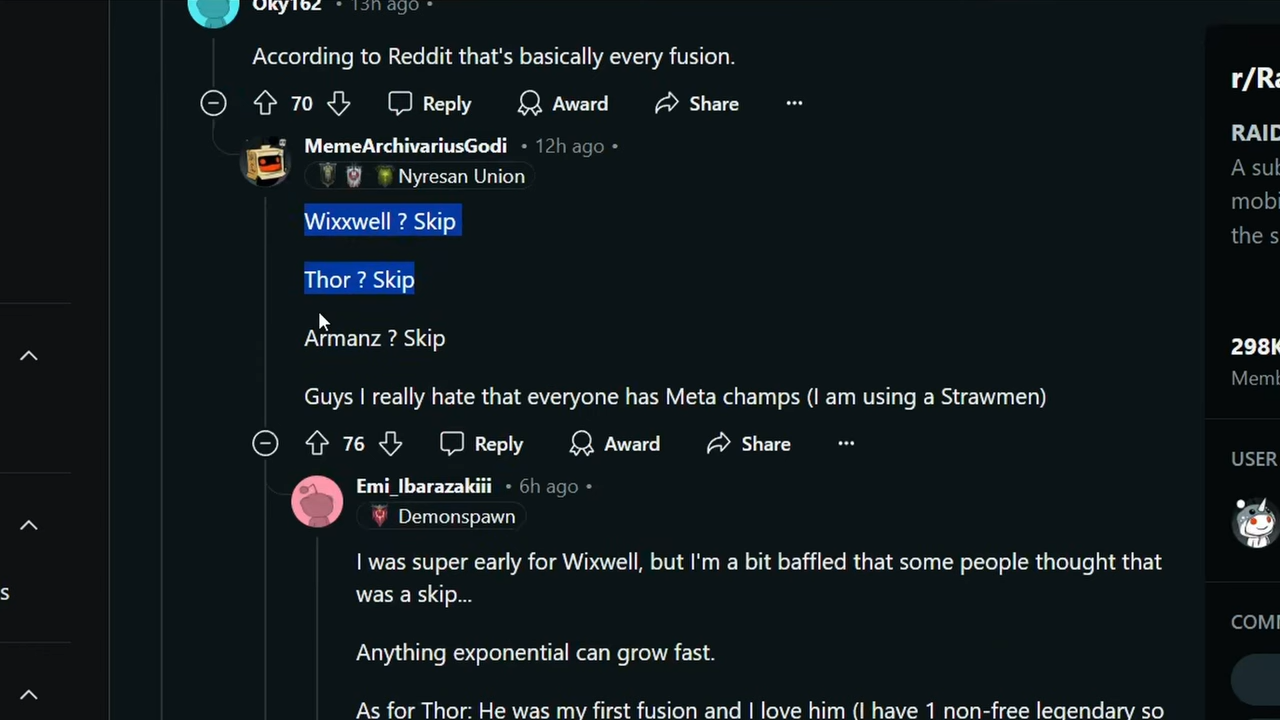 Oky162 • 13h ago •
According to Reddit that's basically every fusion.
70 Reply Award Share ...
r/Ra
MemeArchivariusGodi • 12h ago •
RAID
Nyresan Union
A sub
mobi
the s
Wixxwell ? Skip
Thor ? Skip
Armanz ? Skip
298K
Memb
Guys I really hate that everyone has Meta champs (I am using a Strawmen)
76 Reply Award Share ...
USER
Emi_Ibarazakiii • 6h ago •
Demonspawn
I was super early for Wixwell, but I'm a bit baffled that some people thought that
was a skip...
s
COMM
Anything exponential can grow fast.
As for Thor: He was my first fusion and I love him (I have 1 non-free legendary so